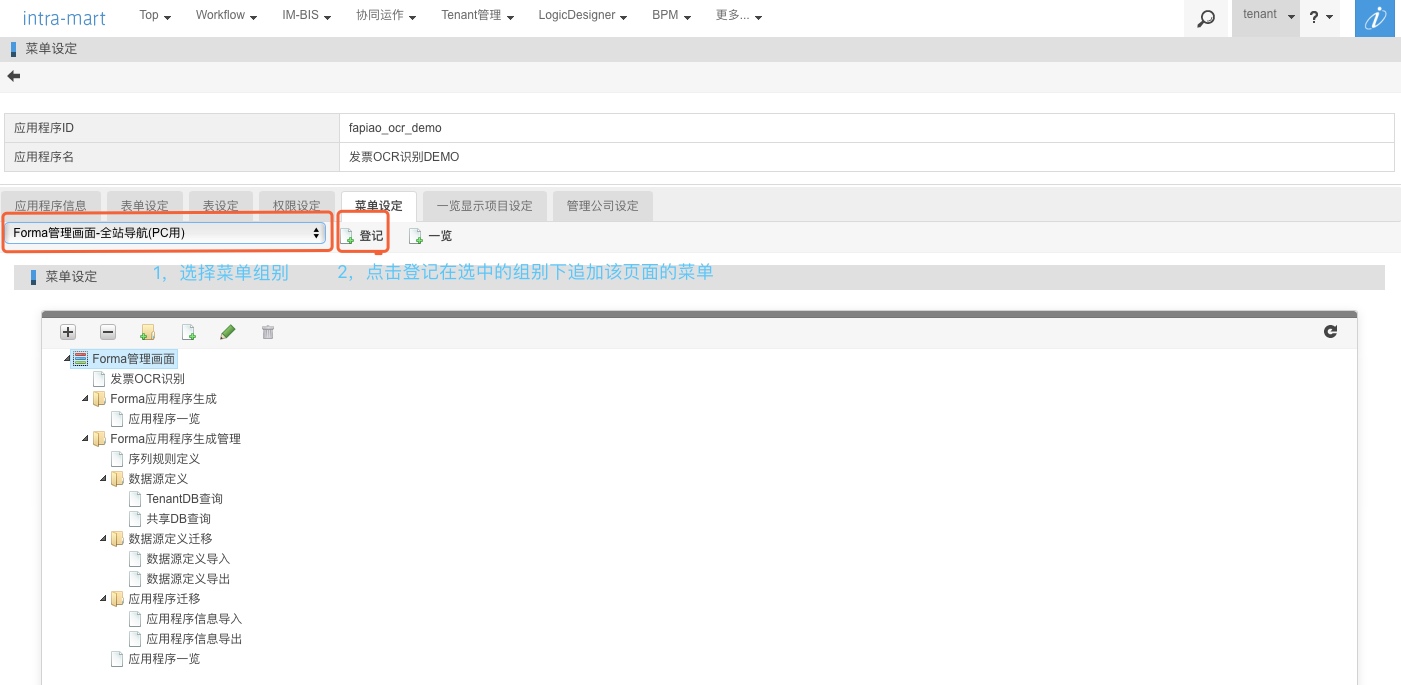 intra-mart Top Workflow IM-BIS 协同运作 Tenant管理 LogicDesigner BPM 更多... tenant ? i
菜单设定
应用程序ID fapiao_ocr_demo
应用程序名 发票OCR识别DEMO
应用程序信息 表单设定 表设定 权限设定 菜单设定 一览显示项目设定 管理公司设定
Forma管理画面-全站导航(PC用) 登记 一览
菜单设定 1，选择菜单组别 2，点击登记在选中的组别下追加该页面的菜单
Forma管理画面
发票OCR识别
Forma应用程序生成
应用程序一览
Forma应用程序生成管理
序列规则定义
数据源定义
TenantDB查询
共享DB查询
数据源定义迁移
数据源定义导入
数据源定义导出
应用程序迁移
应用程序信息导入
应用程序信息导出
应用程序一览